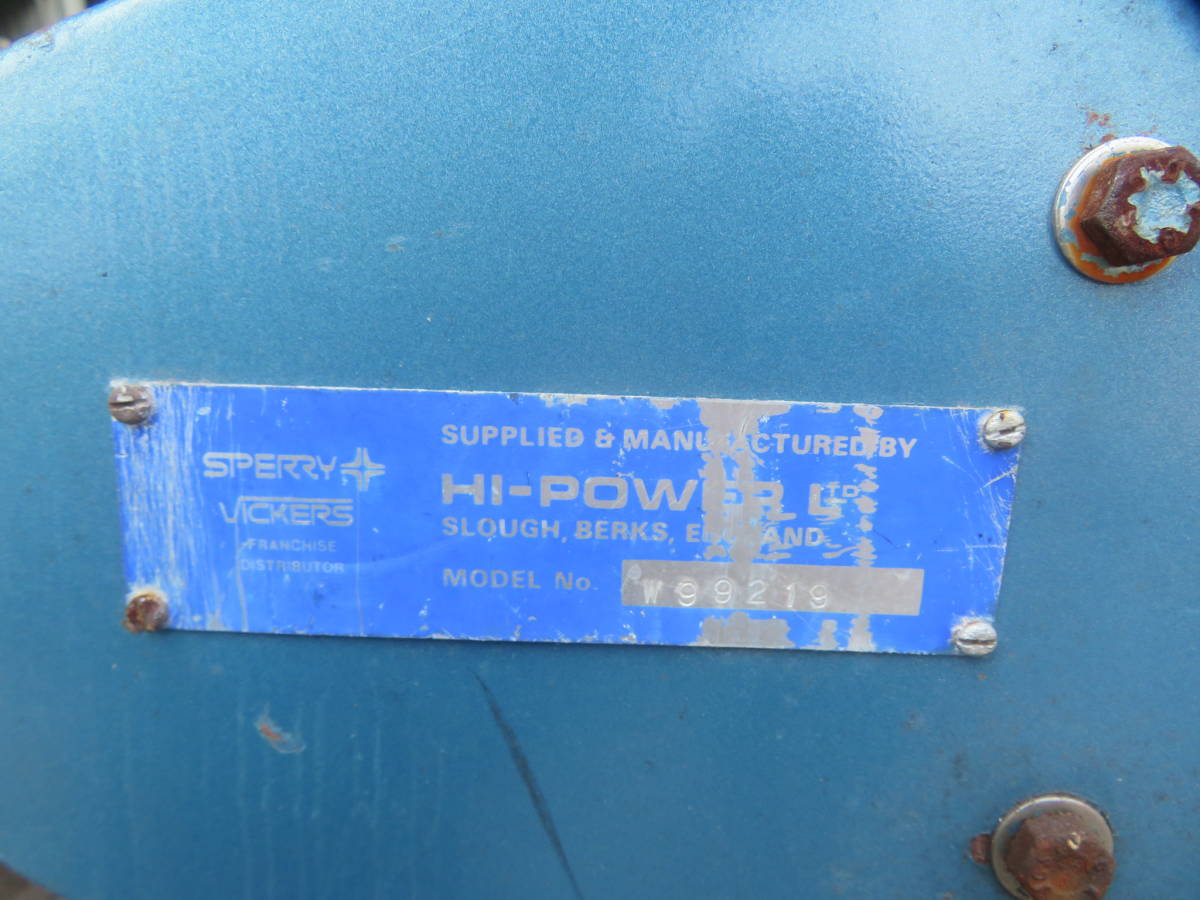 SPERRY
VICKERS
FRANCHISE
DISTRIBUTOR
SUPPLIED & MANUFACTURED BY
HI-POWER LTD
SLOUGH, BERKS, ENGLAND
MODEL No. W99219